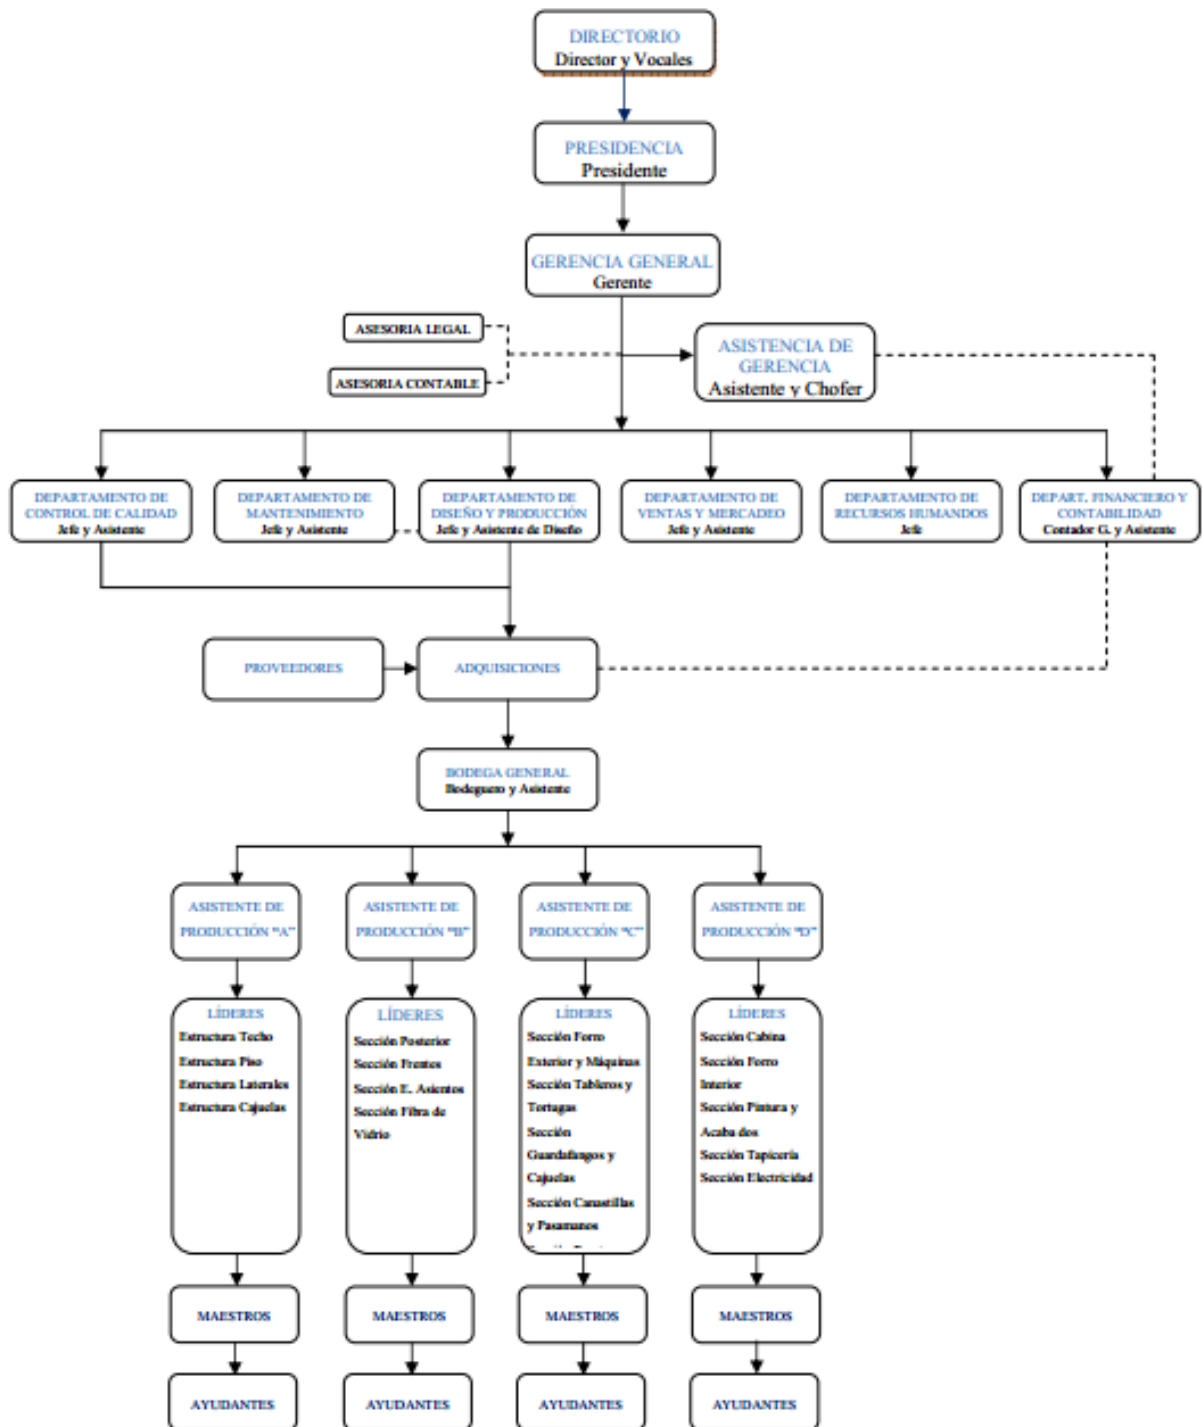 DIRECTORIO
Director y Vocales
PRESIDENCIA
Presidente
GERENCIA GENERAL
Gerente
ASESORIA LEGAL
ASESORIA CONTABLE
ASISTENCIA DE
GERENCIA
Asistente y Chofer
DEPARTAMENTO DE
CONTROL DE CALIDAD
Jefe y Asistente
DEPARTAMENTO DE
MANTENIMIENTO
Jefe y Asistente
DEPARTAMENTO DE
DISEÑO Y PRODUCCIÓN
Jefe y Asistente de Diseño
DEPARTAMENTO DE
VENTAS Y MERCADEO
Jefe y Asistente
DEPARTAMENTO DE
RECURSOS HUMANDOS
Jefe
DEPART. FINANCIERO Y
CONTABILIDAD
Contador G. y Asistente
PROVEEDORES
ADQUISICIONES
BODEGA GENERAL
Bodeguero y Asistente
ASISTENTE DE
PRODUCCIÓN "A"
ASISTENTE DE
PRODUCCIÓN "B"
ASISTENTE DE
PRODUCCIÓN "C"
ASISTENTE DE
PRODUCCIÓN "D"
LÍDERES
Estructura Techo
Estructura Piso
Estructura Laterales
Estructura Cajuelas
LÍDERES
Sección Posterior
Sección Frentes
Sección E. Asientos
Sección Fibra de
Vidrio
LÍDERES
Sección Forro
Exterior y Máquinas
Sección Tableros y
Tortugas
Sección
Guardafangos y
Cajuelas
Sección Canastillas
y Pasamanos
LÍDERES
Sección Cabina
Sección Forro
Interior
Sección Pintura y
Acabados
Sección Tapicería
Sección Electricidad
MAESTROS
MAESTROS
MAESTROS
MAESTROS
AYUDANTES
AYUDANTES
AYUDANTES
AYUDANTES